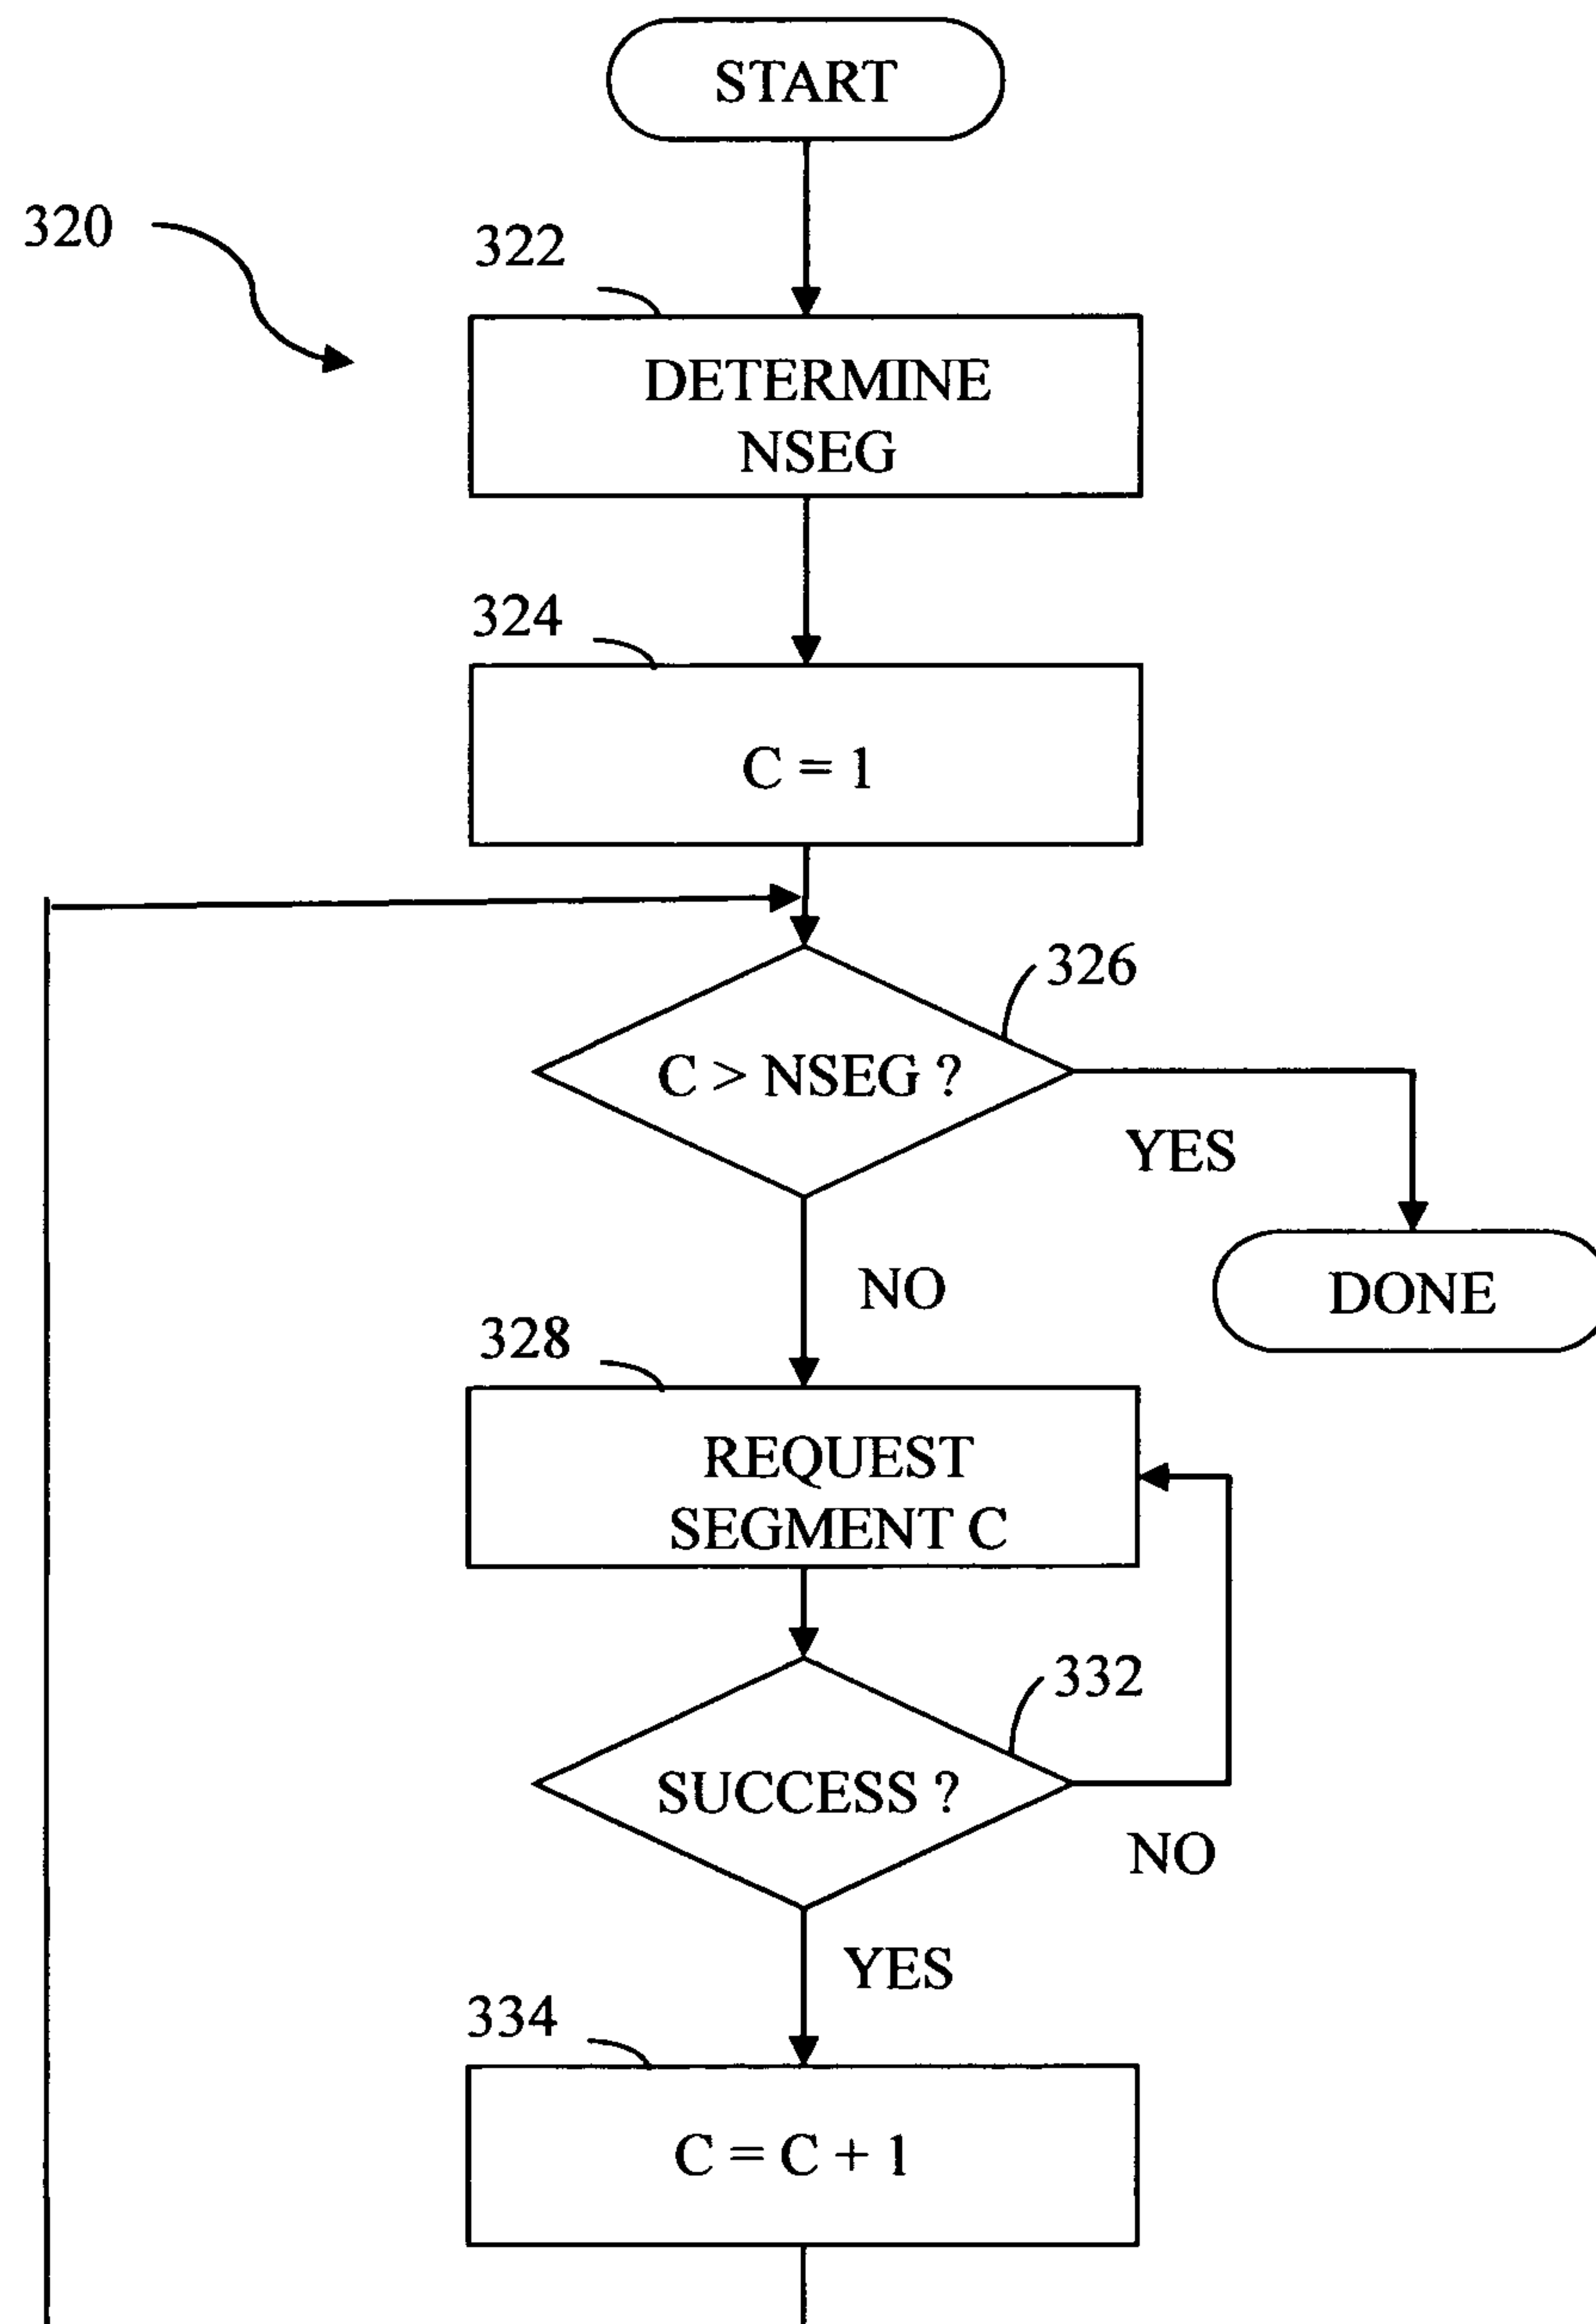 START
320
322
DETERMINE
NSEG
324
C = 1
326
C > NSEG ?
YES
NO
DONE
328
REQUEST
SEGMENT C
332
SUCCESS ?
NO
YES
334
C = C + 1